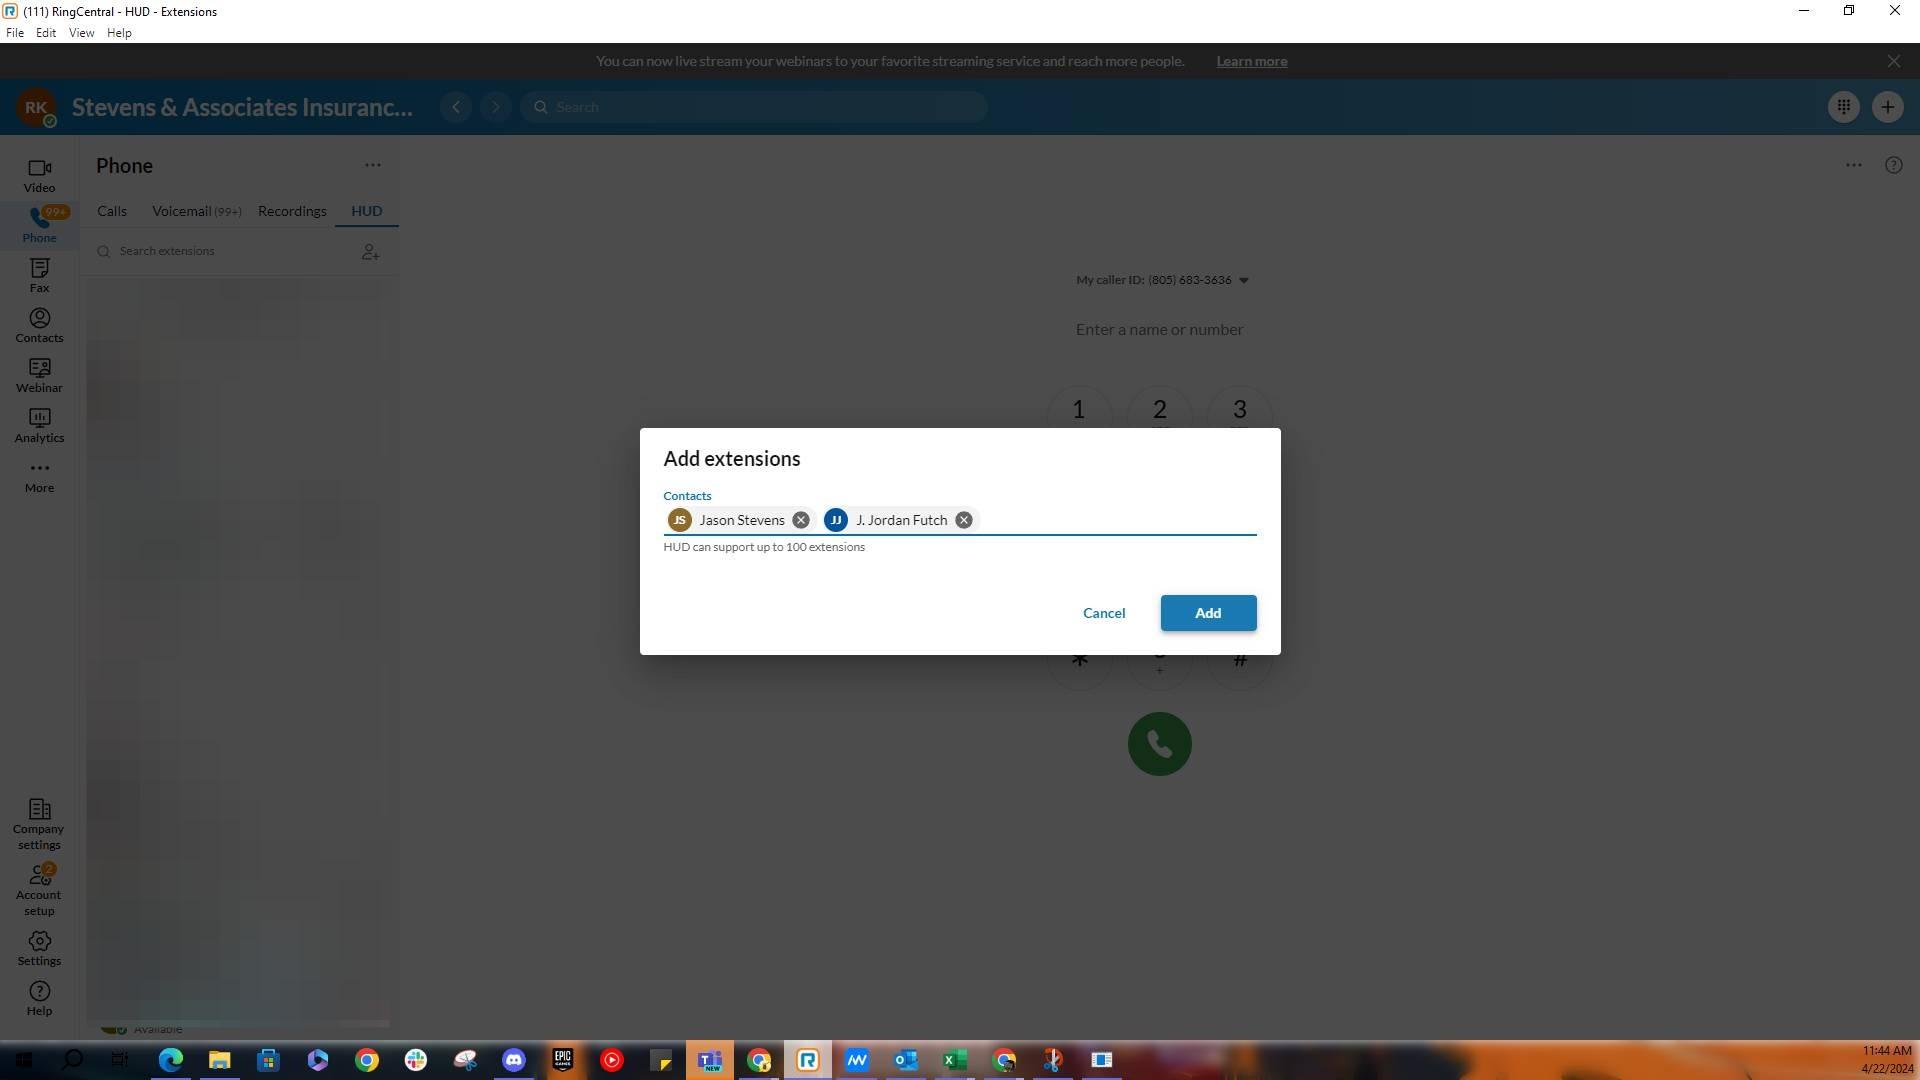 (111) RingCentral - HUD - Extensions
File Edit View Help
You can now live stream your webinars to your favorite streaming service and reach more people. Learn more
RK Stevens & Associates Insuranc... Search
Video
99+
Phone
Fax
Contacts
Webinar
Analytics
More
Company
settings
2
Account
setup
Settings
Help
Phone
Calls Voicemail (99+) Recordings HUD
Search extensions
Available
My caller ID: (805) 683-3636
Enter a name or number
1 2 3
Add extensions
Contacts
JS Jason Stevens JJ J. Jordan Futch
HUD can support up to 100 extensions
Cancel Add
* + #
EPIC GAMES
NEW
11:44 AM
4/22/2024